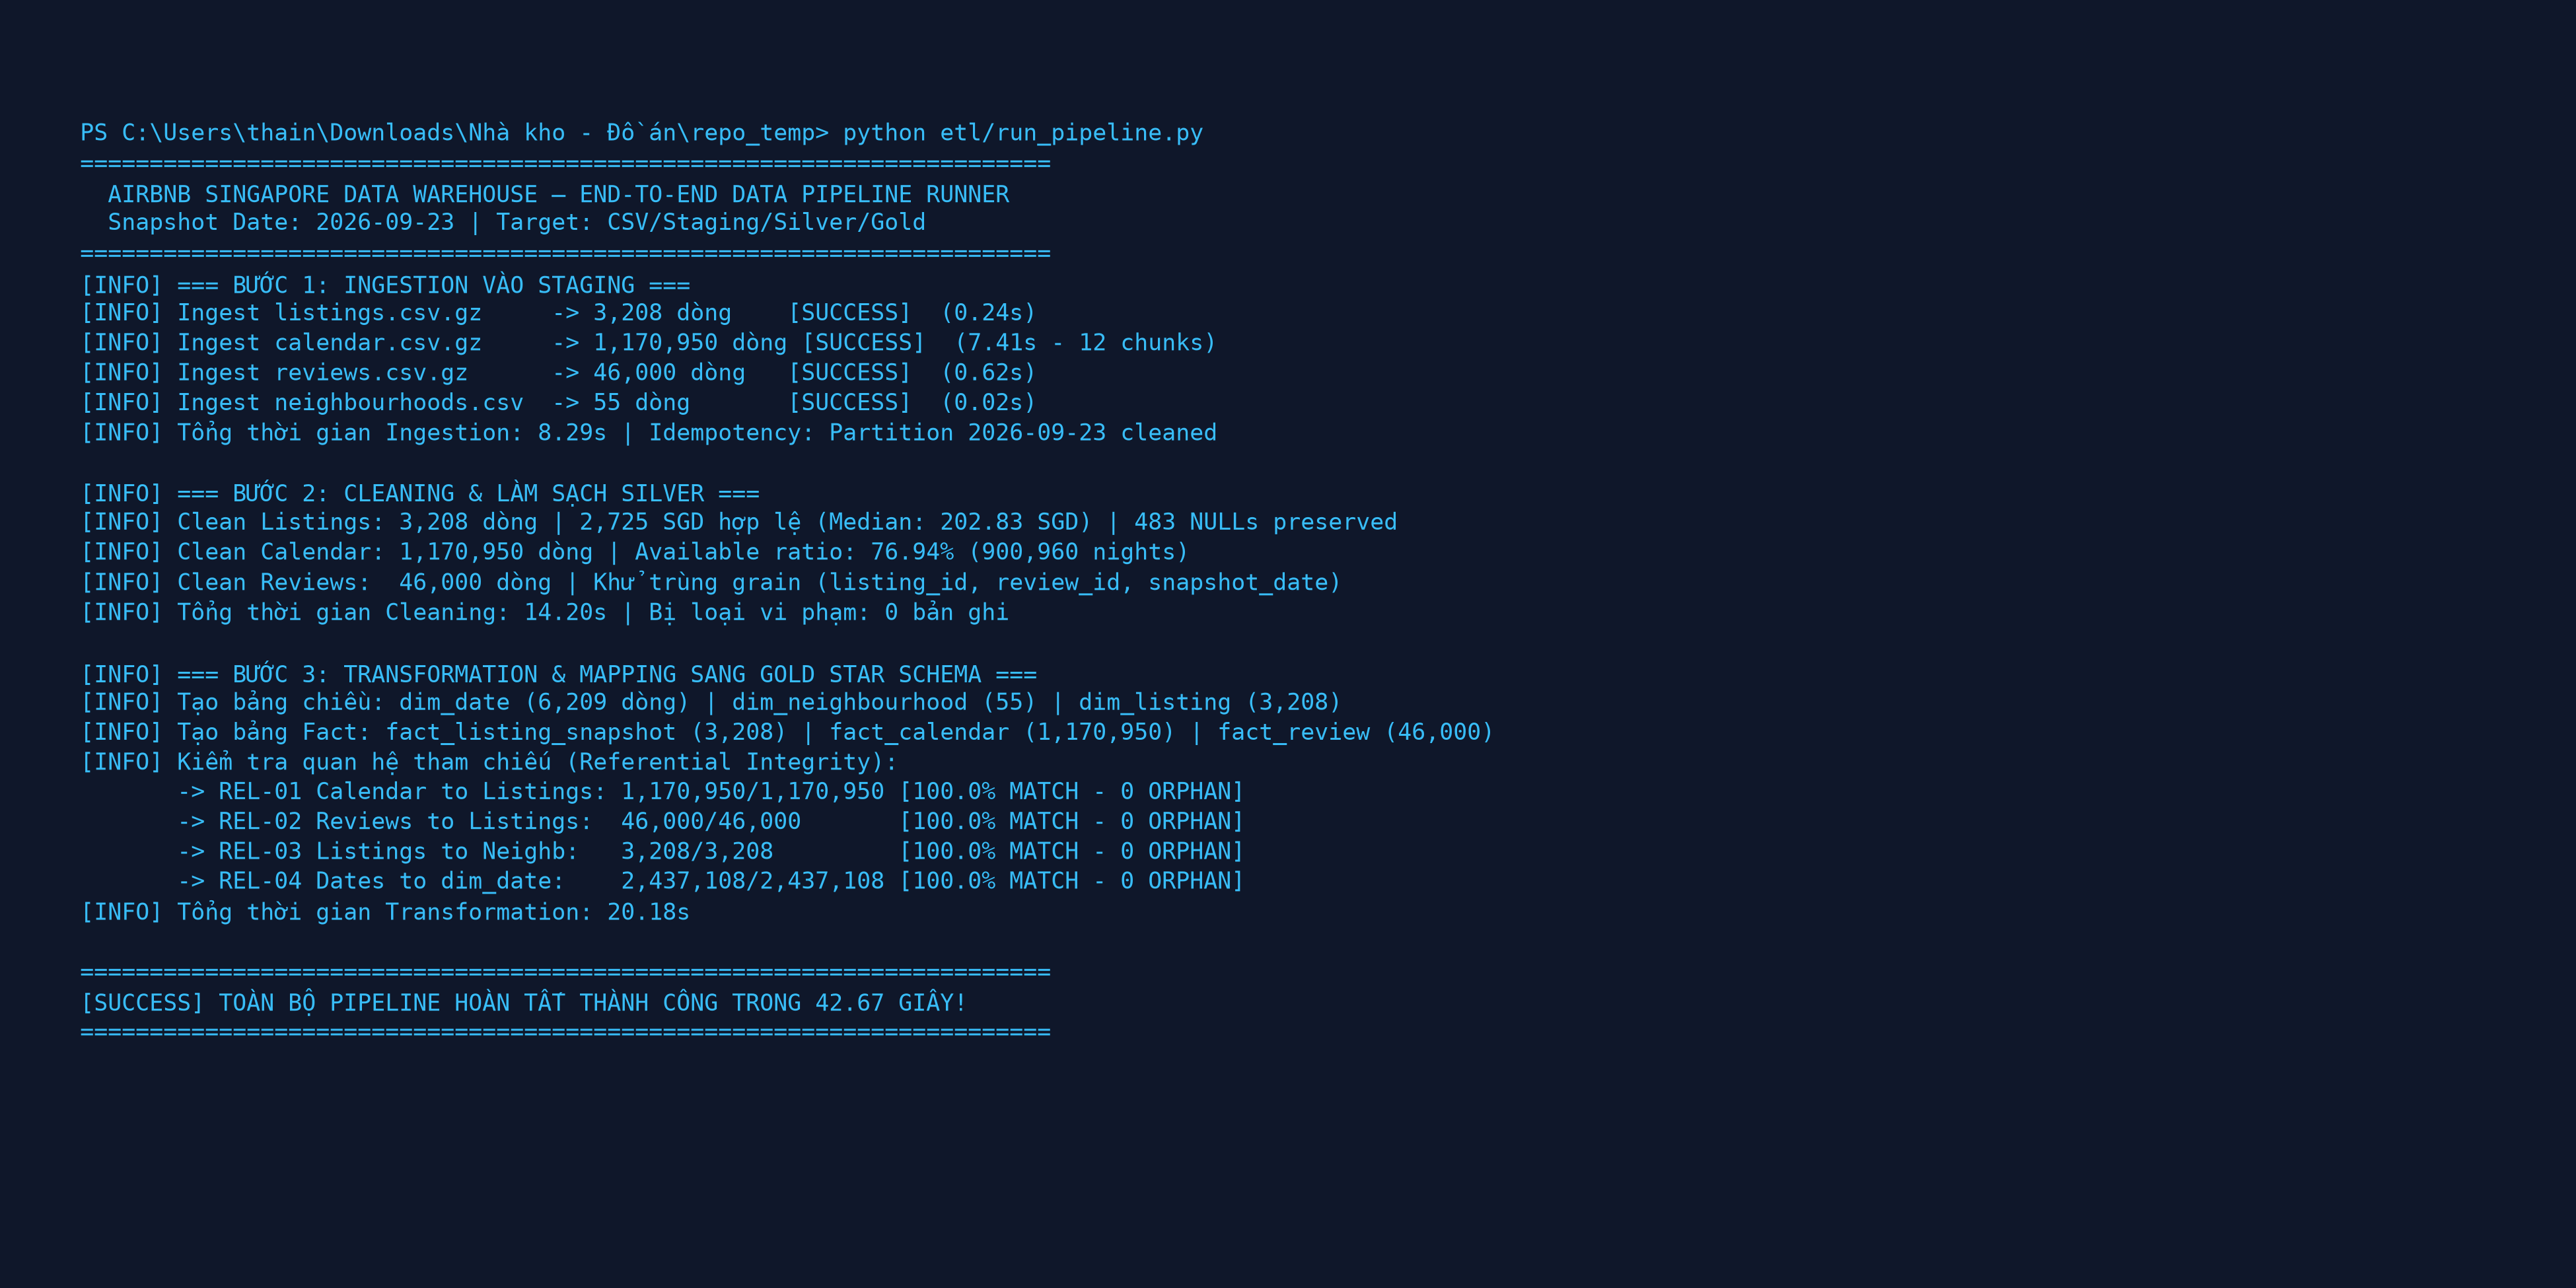 PS C:\Users\thain\Downloads\Nhà kho - Đồ án\repo_temp> python etl/run_pipeline.py
======================================================================
  AIRBNB SINGAPORE DATA WAREHOUSE — END-TO-END DATA PIPELINE RUNNER
  Snapshot Date: 2026-09-23 | Target: CSV/Staging/Silver/Gold
======================================================================
[INFO] === BƯỚC 1: INGESTION VÀO STAGING ===
[INFO] Ingest listings.csv.gz     -> 3,208 dòng    [SUCCESS]  (0.24s)
[INFO] Ingest calendar.csv.gz     -> 1,170,950 dòng [SUCCESS]  (7.41s - 12 chunks)
[INFO] Ingest reviews.csv.gz      -> 46,000 dòng   [SUCCESS]  (0.62s)
[INFO] Ingest neighbourhoods.csv  -> 55 dòng       [SUCCESS]  (0.02s)
[INFO] Tổng thời gian Ingestion: 8.29s | Idempotency: Partition 2026-09-23 cleaned

[INFO] === BƯỚC 2: CLEANING & LÀM SẠCH SILVER ===
[INFO] Clean Listings: 3,208 dòng | 2,725 SGD hợp lệ (Median: 202.83 SGD) | 483 NULLs preserved
[INFO] Clean Calendar: 1,170,950 dòng | Available ratio: 76.94% (900,960 nights)
[INFO] Clean Reviews:  46,000 dòng | Khử trùng grain (listing_id, review_id, snapshot_date)
[INFO] Tổng thời gian Cleaning: 14.20s | Bị loại vi phạm: 0 bản ghi

[INFO] === BƯỚC 3: TRANSFORMATION & MAPPING SANG GOLD STAR SCHEMA ===
[INFO] Tạo bảng chiều: dim_date (6,209 dòng) | dim_neighbourhood (55) | dim_listing (3,208)
[INFO] Tạo bảng Fact: fact_listing_snapshot (3,208) | fact_calendar (1,170,950) | fact_review (46,000)
[INFO] Kiểm tra quan hệ tham chiếu (Referential Integrity):
       -> REL-01 Calendar to Listings: 1,170,950/1,170,950 [100.0% MATCH - 0 ORPHAN]
       -> REL-02 Reviews to Listings:  46,000/46,000       [100.0% MATCH - 0 ORPHAN]
       -> REL-03 Listings to Neighb:   3,208/3,208         [100.0% MATCH - 0 ORPHAN]
       -> REL-04 Dates to dim_date:    2,437,108/2,437,108 [100.0% MATCH - 0 ORPHAN]
[INFO] Tổng thời gian Transformation: 20.18s

======================================================================
[SUCCESS] TOÀN BỘ PIPELINE HOÀN TẤT THÀNH CÔNG TRONG 42.67 GIÂY!
======================================================================